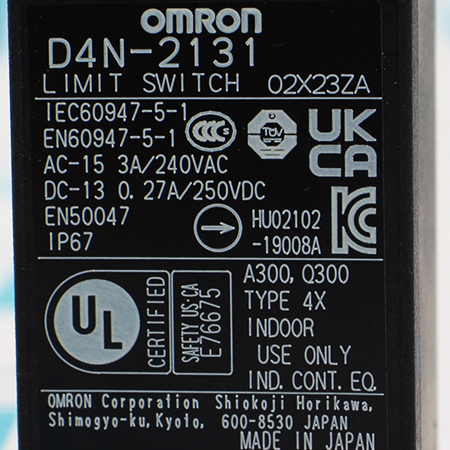 OMRON
D4N-2131
LIMIT SWITCH 02X23ZA
IEC60947-5-1
EN60947-5-1
CCC S
TÜV
UK
CA
AC-15 3A/240VAC
DC-13 0.27A/250VDC
EN50047
IP67
HU02102
-19008A
UL
CERTIFIED
SAFETY US-CA
E76675
A300, Q300
TYPE 4X
INDOOR
USE ONLY
IND. CONT. EQ.
OMRON Corporation Shiokoji Horikawa,
Shimogyo-ku, Kyoto, 600-8530 JAPAN
MADE IN JAPAN